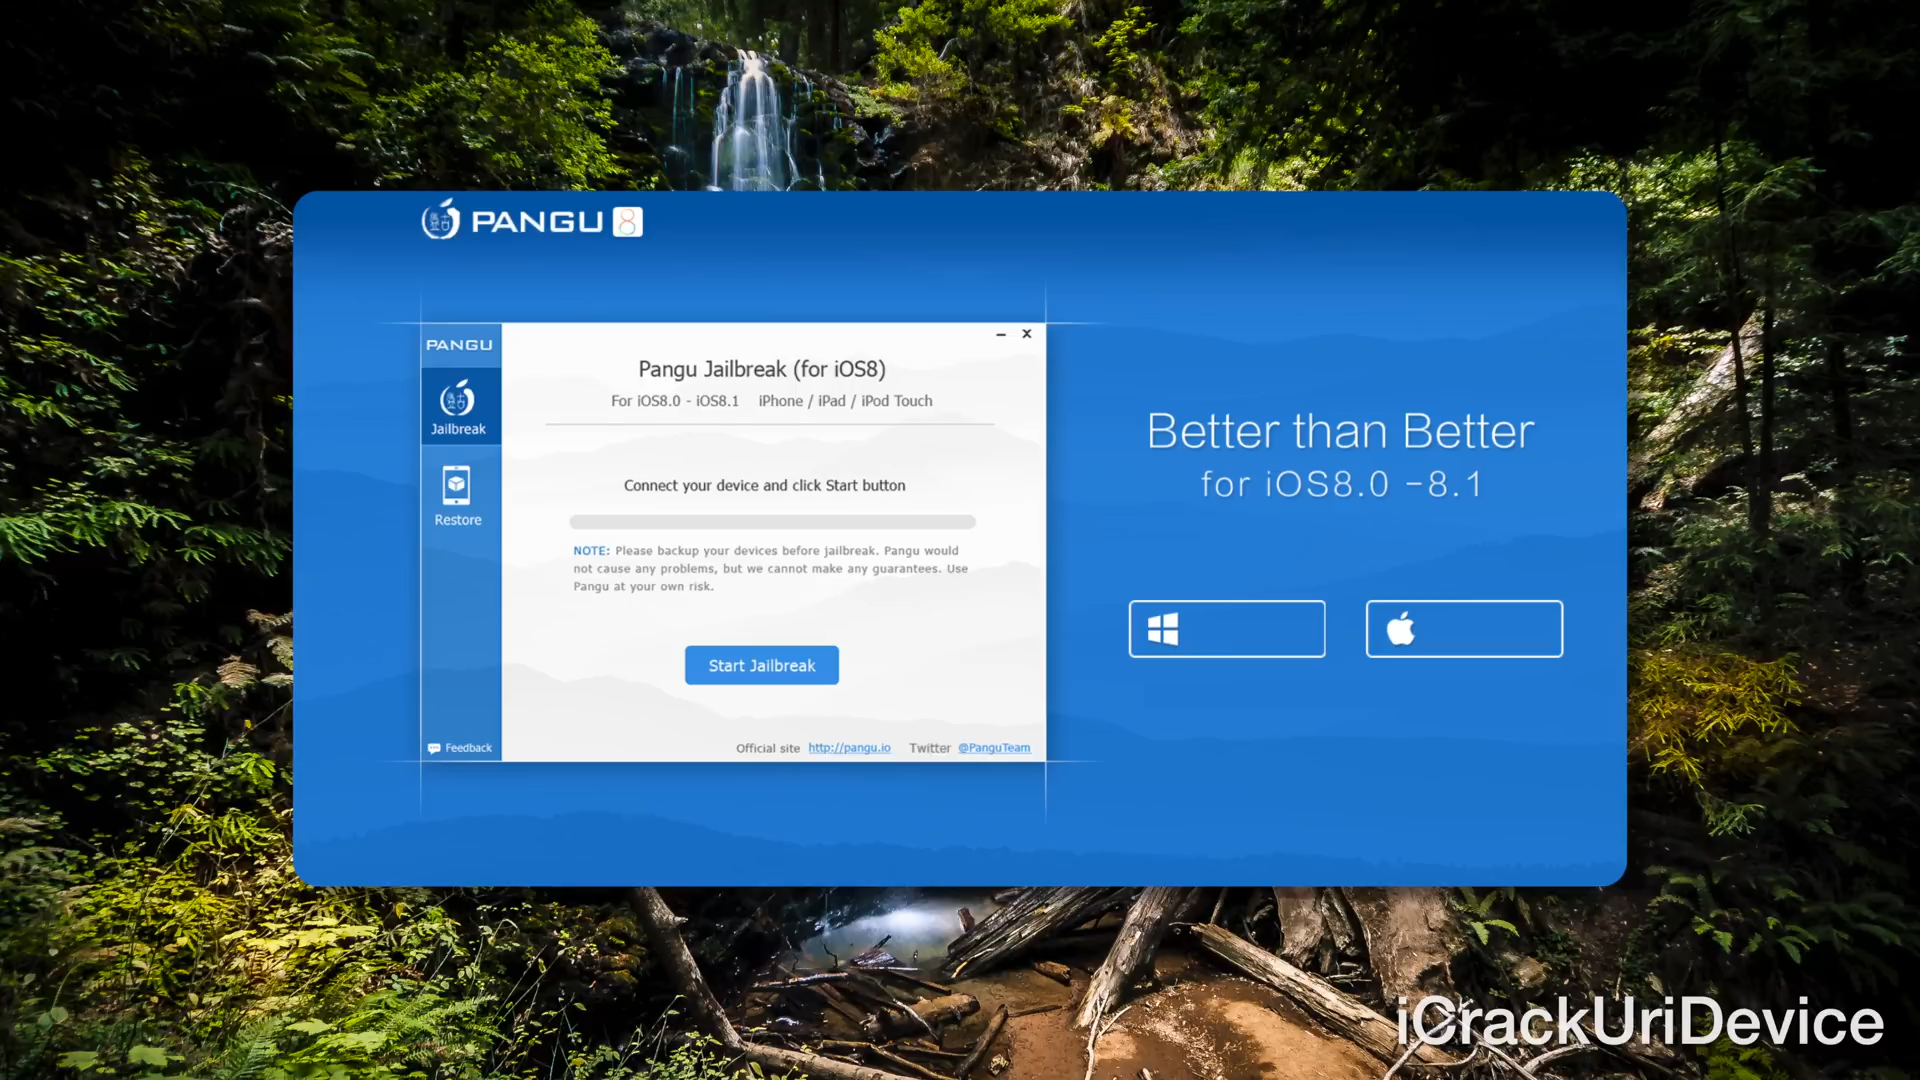 PANGU 8
PANGU
Jailbreak
Restore
Feedback
Pangu Jailbreak (for iOS8)
For iOS8.0 - iOS8.1 iPhone / iPad / iPod Touch
Connect your device and click Start button
NOTE: Please backup your devices before jailbreak. Pangu would
not cause any problems, but we cannot make any guarantees. Use
Pangu at your own risk.
Start Jailbreak
Official site http://pangu.io Twitter @PanguTeam
Better than Better
for iOS8.0 -8.1
iCrackUriDevice